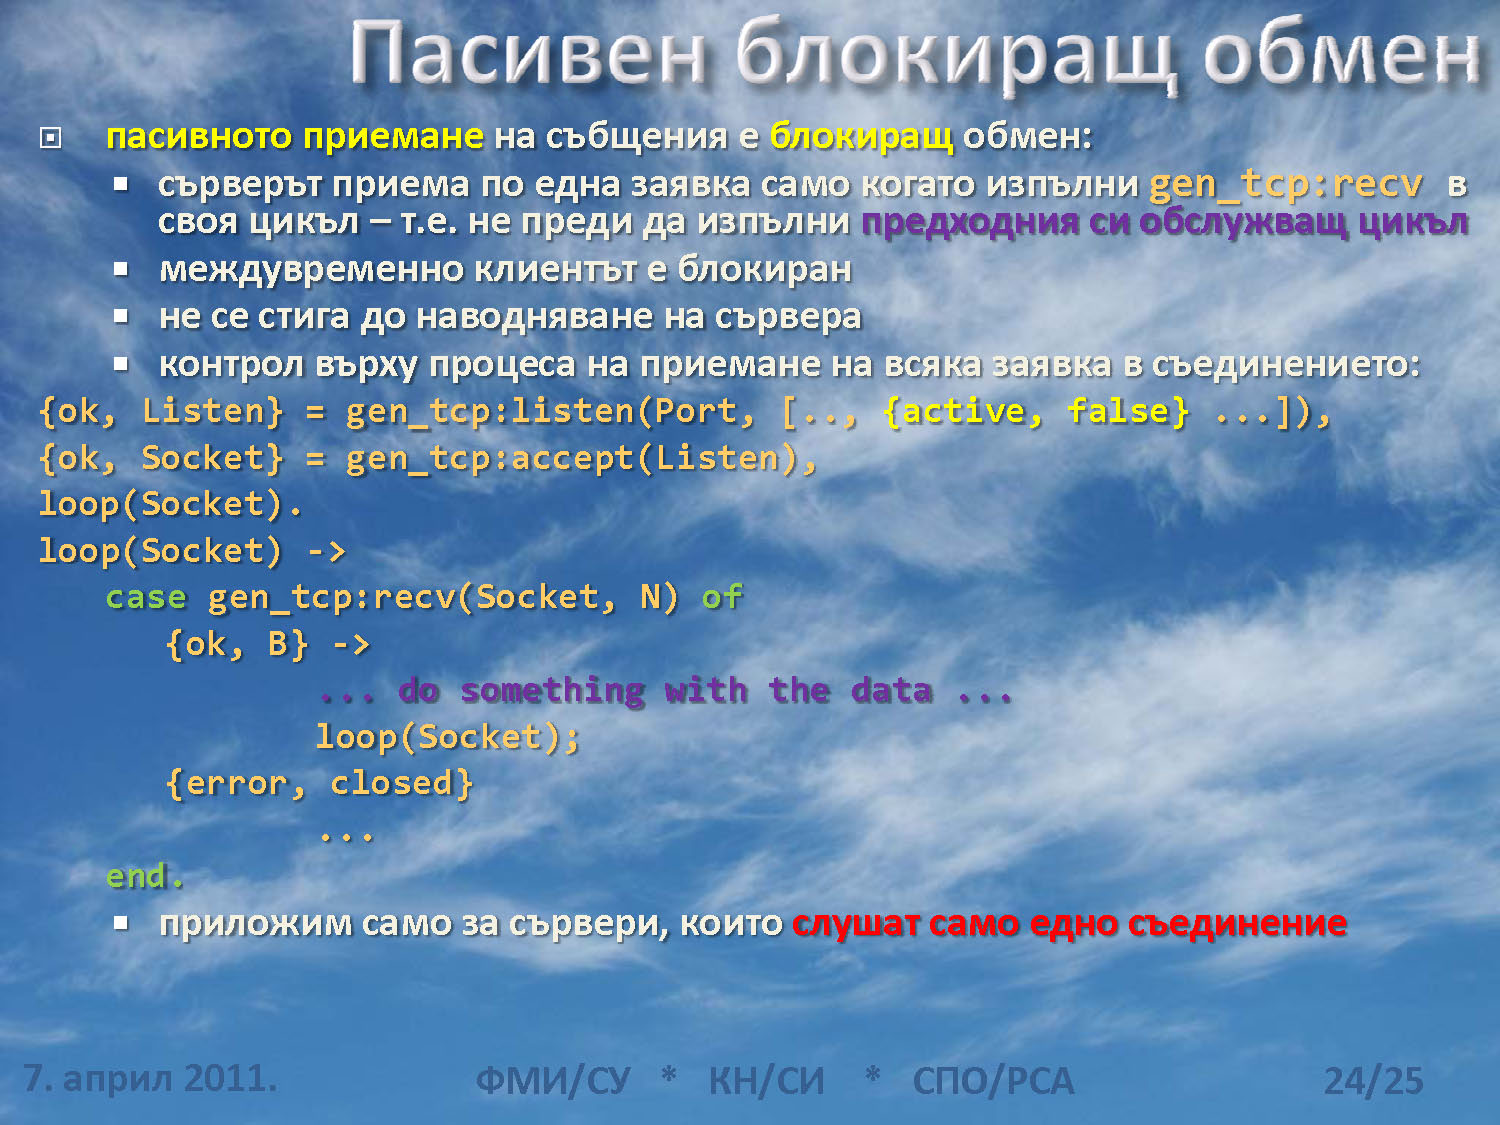 Пасивен блокиращ обмен
пасивното приемане на събщения е блокиращ обмен:
сърверът приема по една заявка само когато изпълни gen_tcp:recv в
своя цикъл – т.е. не преди да изпълни предходния си обслужващ цикъл
междувременно клиентът е блокиран
не се стига до наводняване на сървера
контрол върху процеса на приемане на всяка заявка в съединението:
{ok, Listen} = gen_tcp:listen(Port, [.., {active, false} ...]),
{ok, Socket} = gen_tcp:accept(Listen),
loop(Socket).
loop(Socket) ->
case gen_tcp:recv(Socket, N) of
{ok, B} ->
... do something with the data ...
loop(Socket);
{error, closed}
...
end.
приложим само за сървери, които слушат само едно съединение
7. април 2011. ФМИ/СУ * КН/СИ * СПО/РСА 24/25